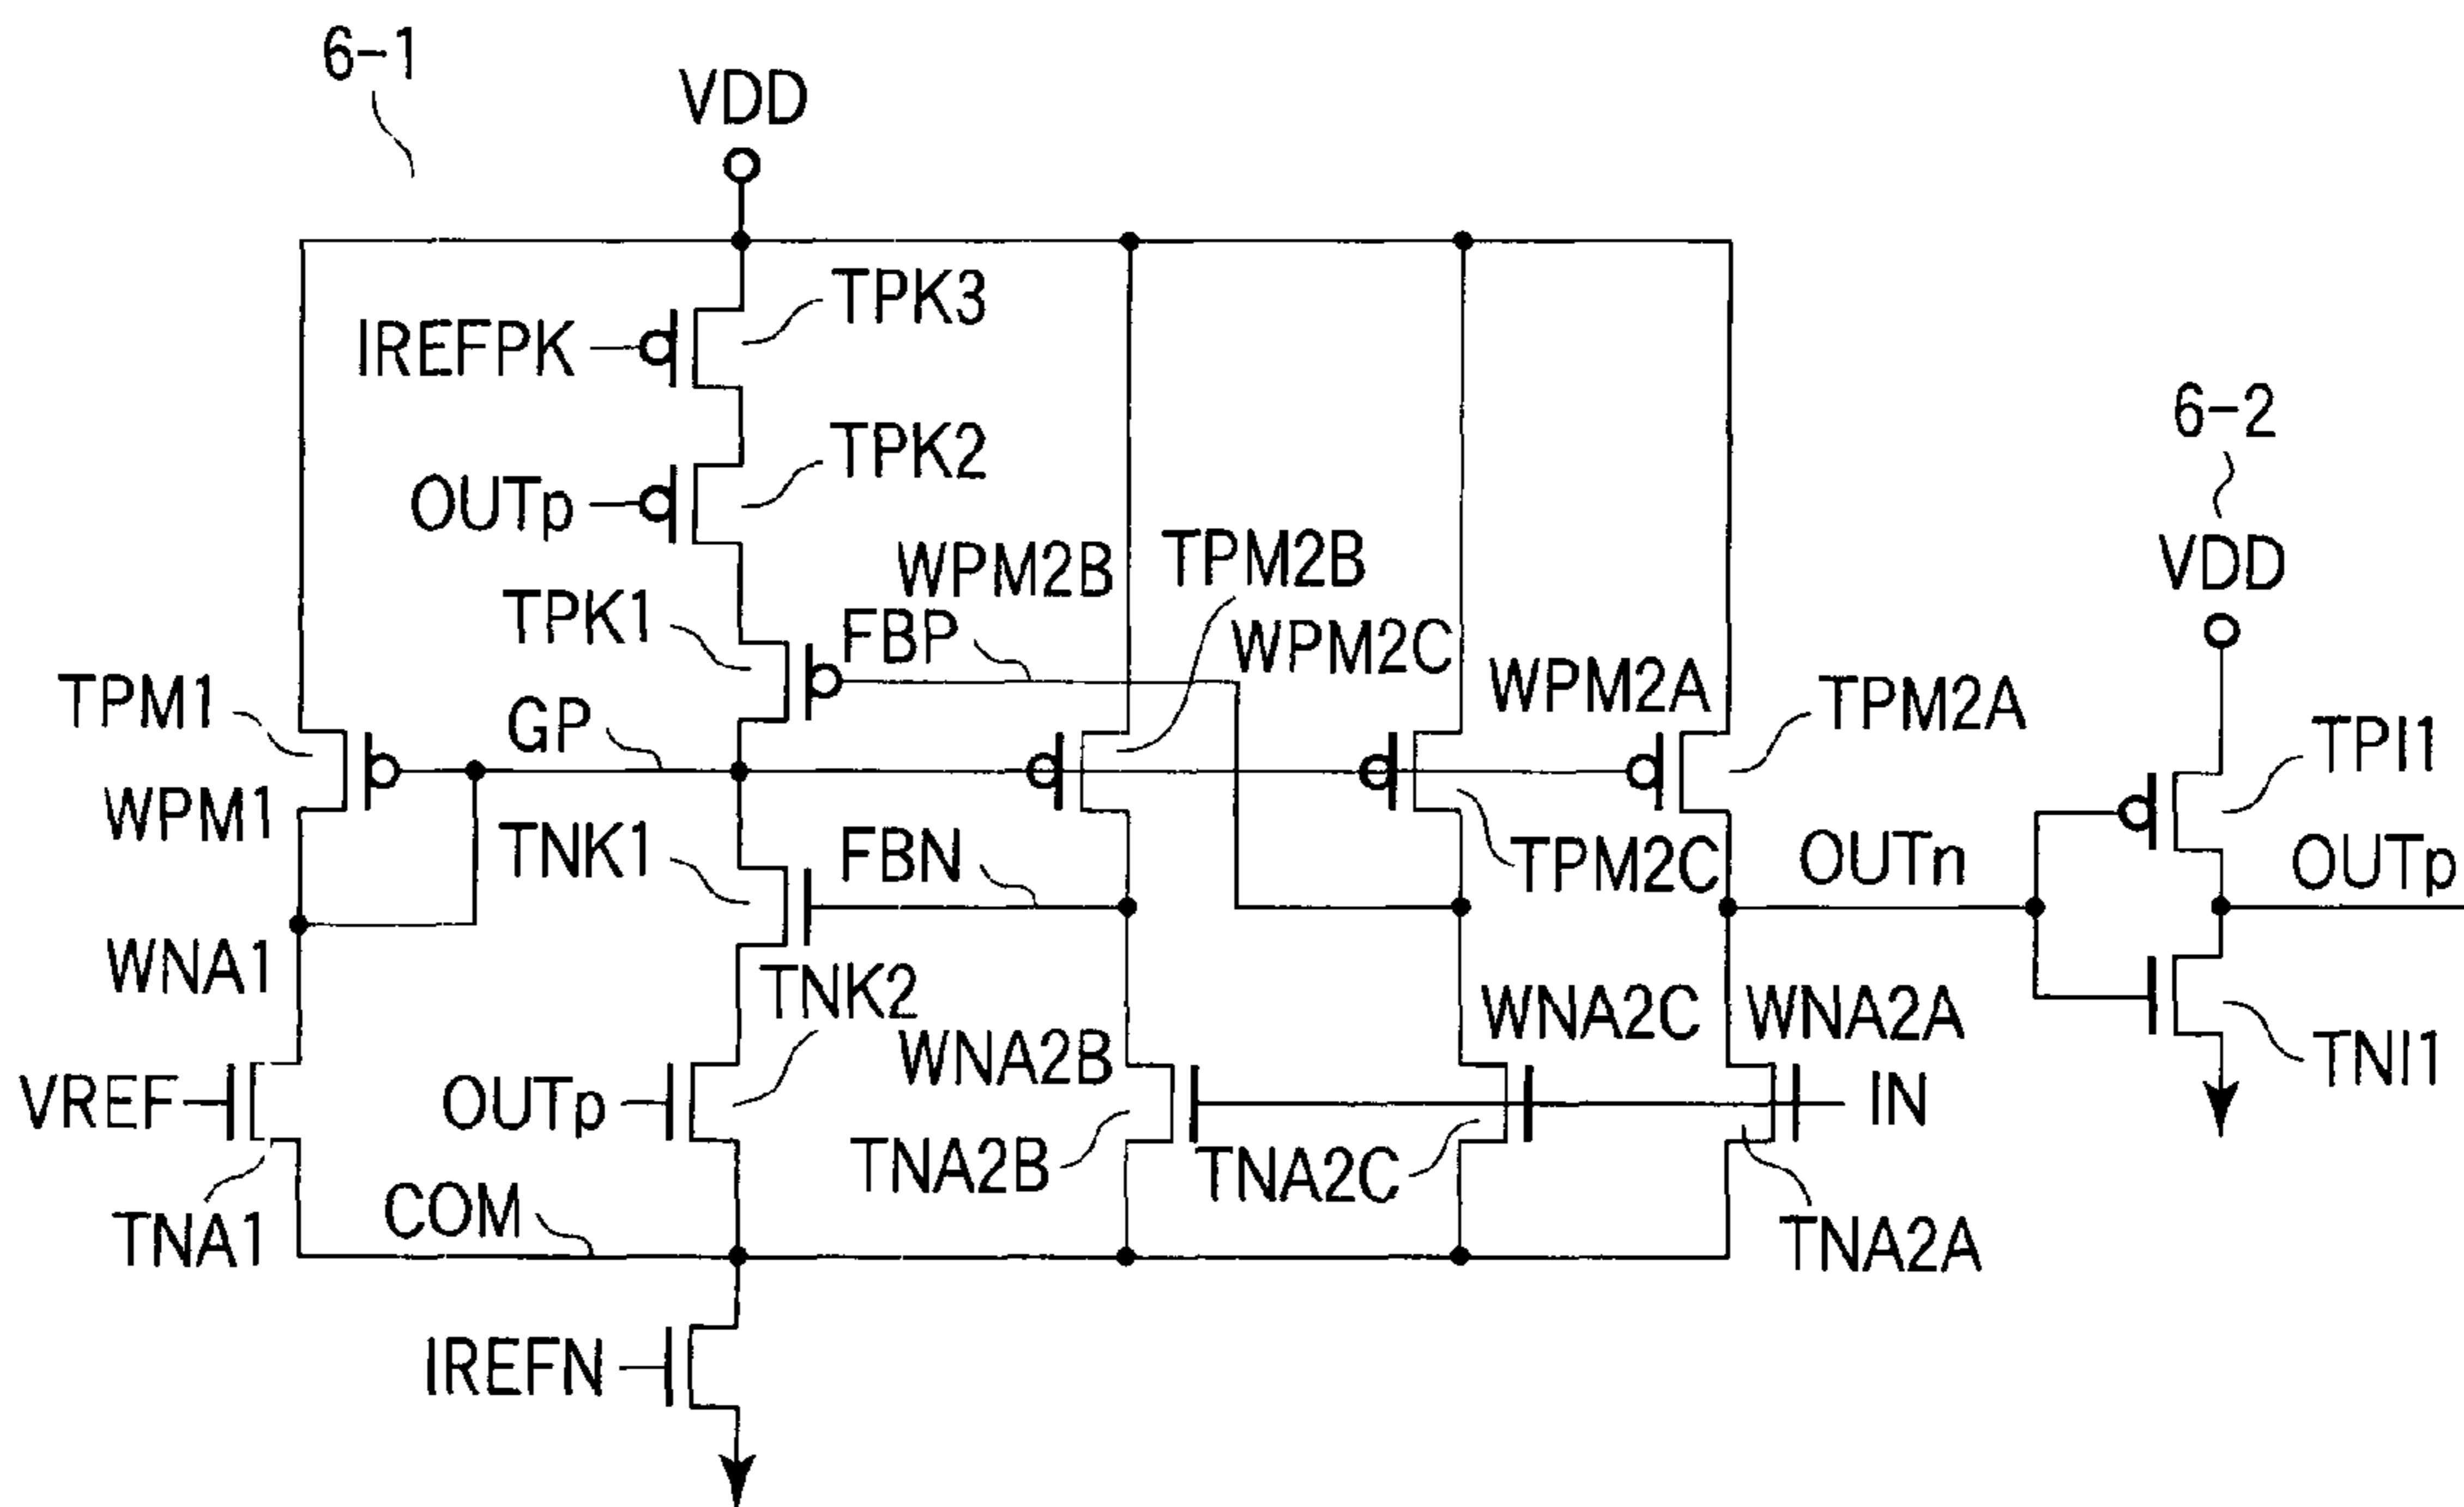 6-1
VDD
TPK3
IREFPK
6-2
TPK2
OUTp
WPM2B
TPM2B
VDD
TPK1
FBP
WPM2C
WPM2A
TPM2A
TPM1
GP
TPI1
WPM1
TNK1
FBN
TPM2C
OUTn
OUTp
WNA1
TNK2
WNA2C
WNA2A
WNA2B
TNI1
VREF
OUTp
IN
TNA2B
TNA2C
COM
TNA1
TNA2A
IREFN